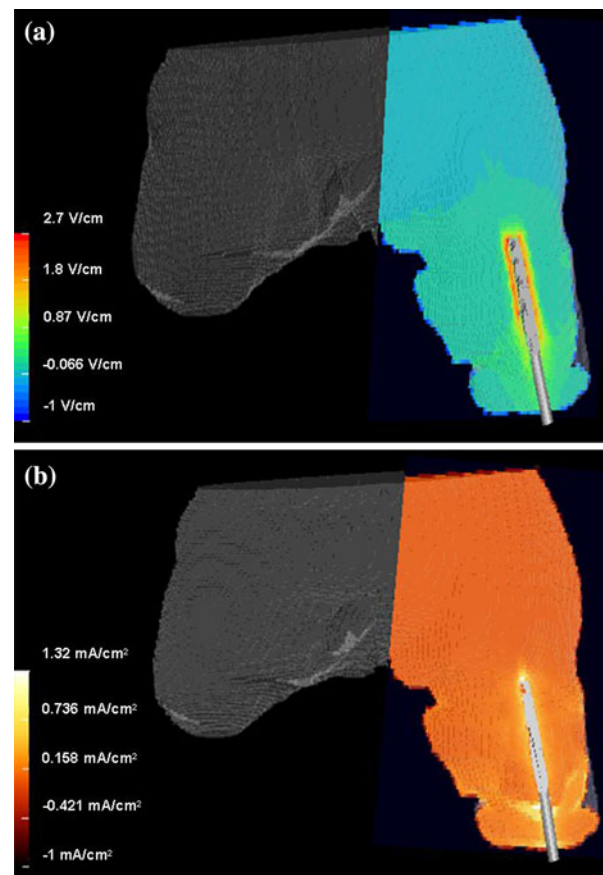 (a)
2.7 V/cm
1.8 V/cm
0.87 V/cm
-0.066 V/cm
-1 V/cm
(b)
1.32 mA/cm²
0.736 mA/cm²
0.158 mA/cm²
-0.421 mA/cm²
-1 mA/cm²